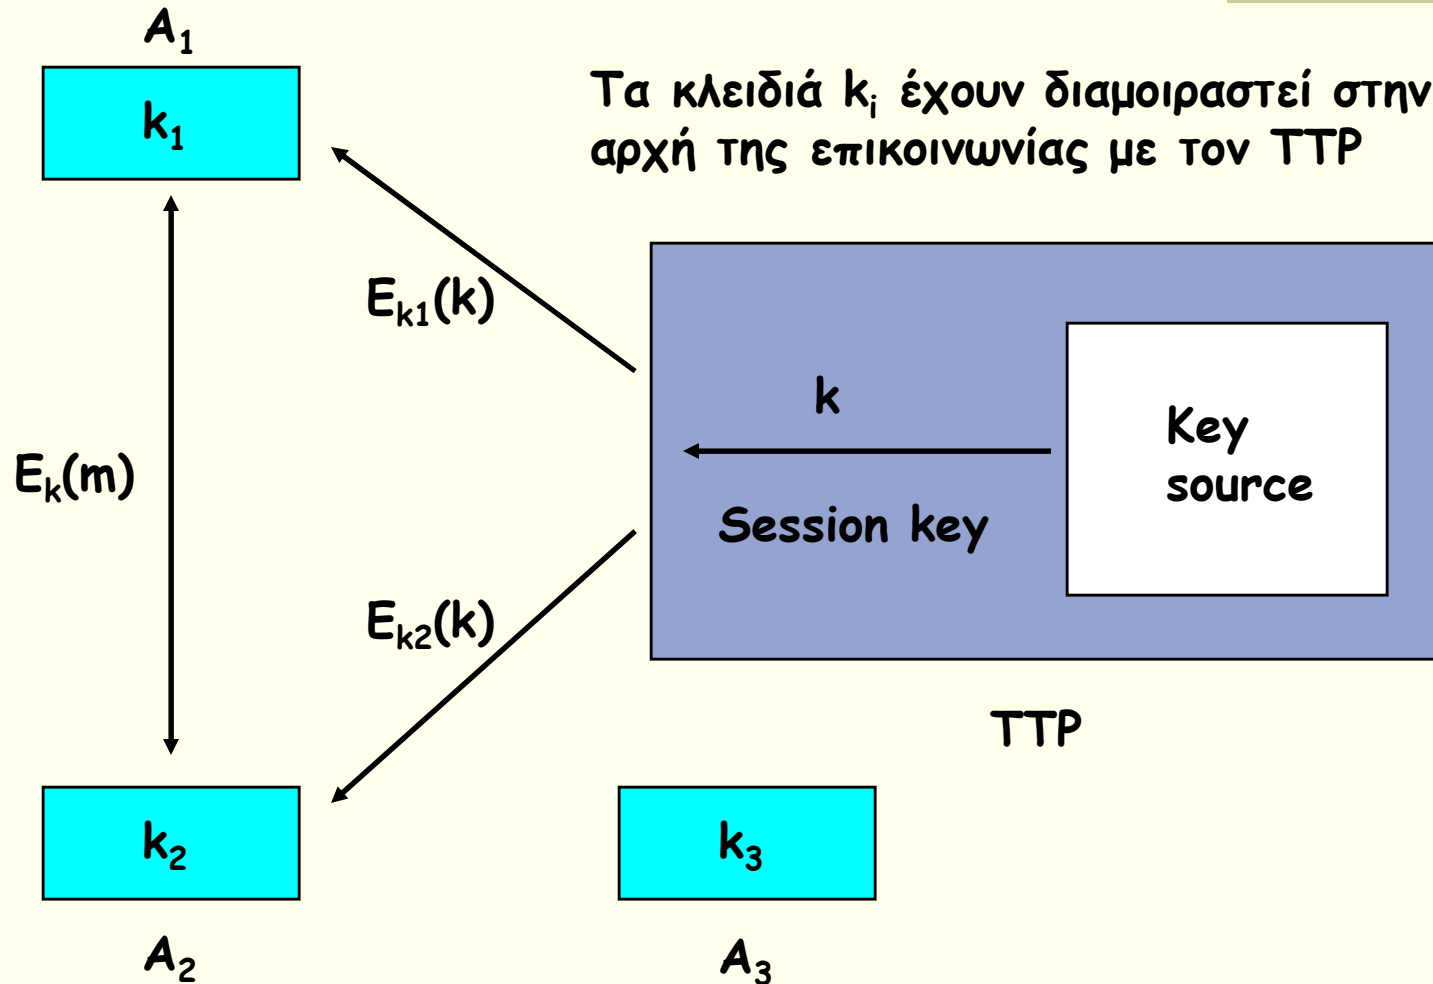 A₁
k₁
Τα κλειδιά kᵢ έχουν διαμοιραστεί στην
αρχή της επικοινωνίας με τον TTP
Eₖ₁(k)
k
Key
source
Eₖ(m)
Session key
Eₖ₂(k)
TTP
k₂
k₃
A₂
A₃